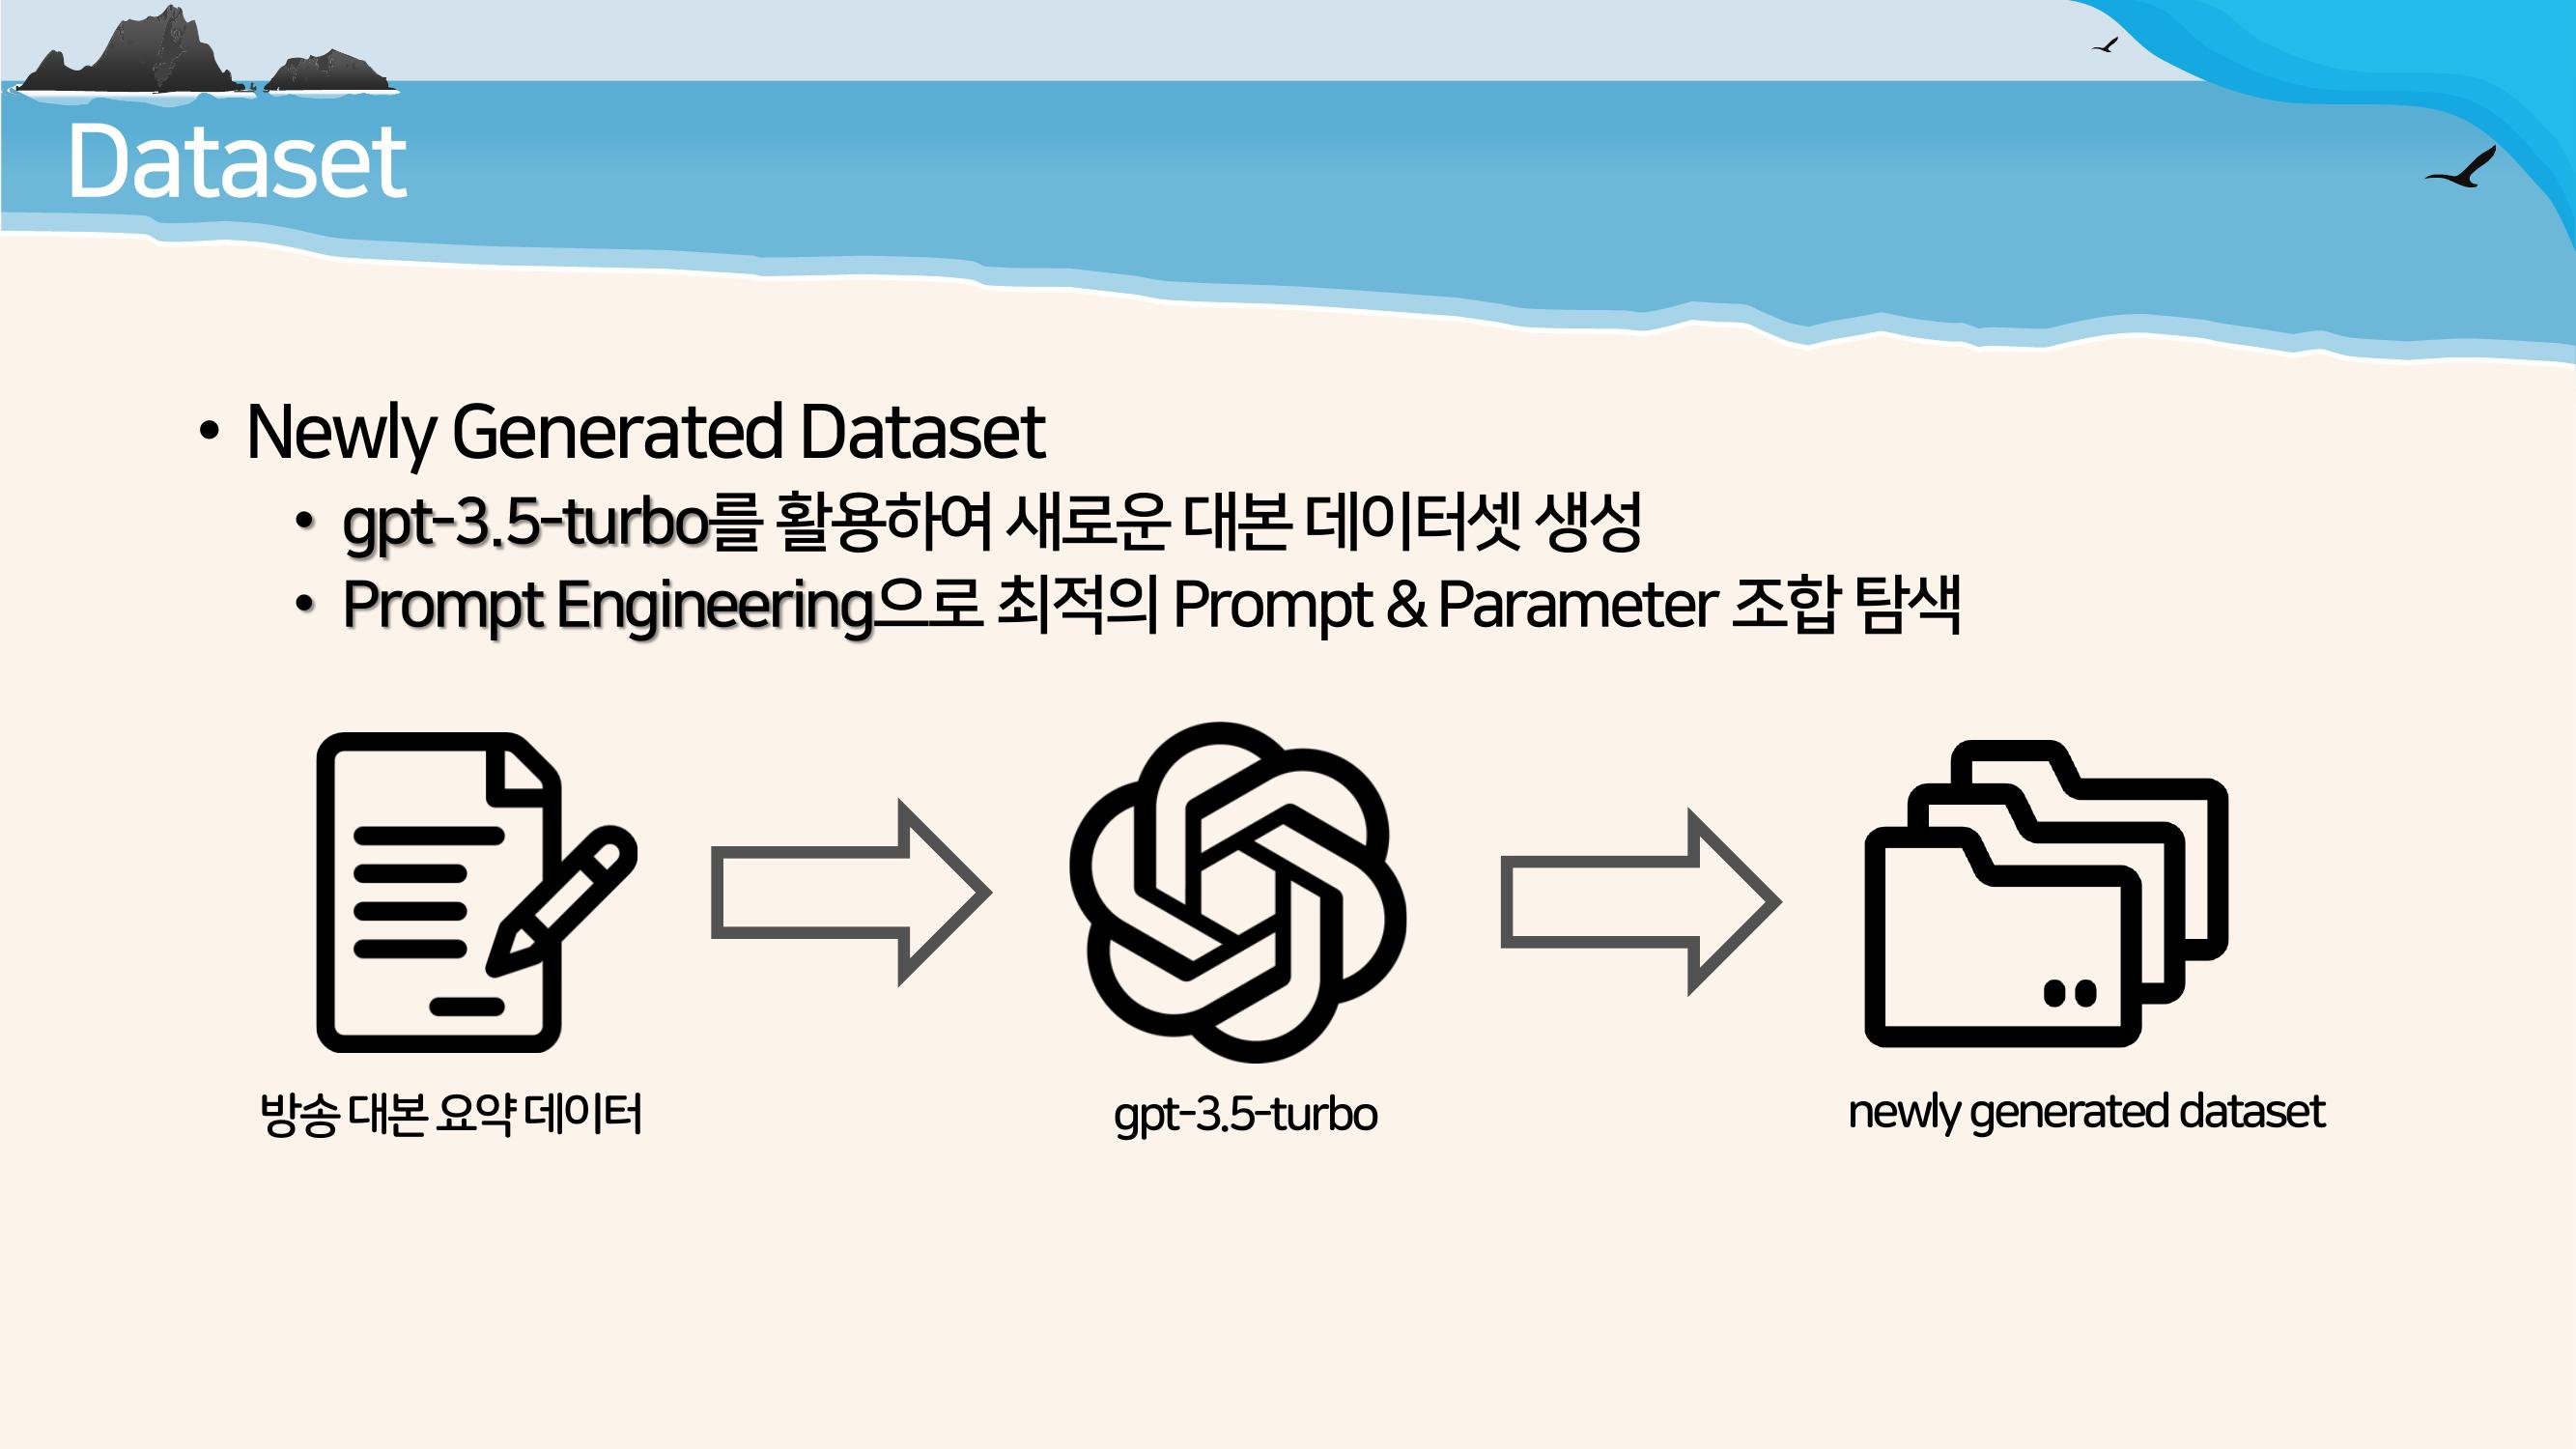 Dataset
• Newly Generated Dataset
• gpt-3.5-turbo를 활용하여 새로운 대본 데이터셋 생성
• Prompt Engineering으로 최적의 Prompt & Parameter 조합 탐색
방송 대본 요약 데이터
gpt-3.5-turbo
newly generated dataset